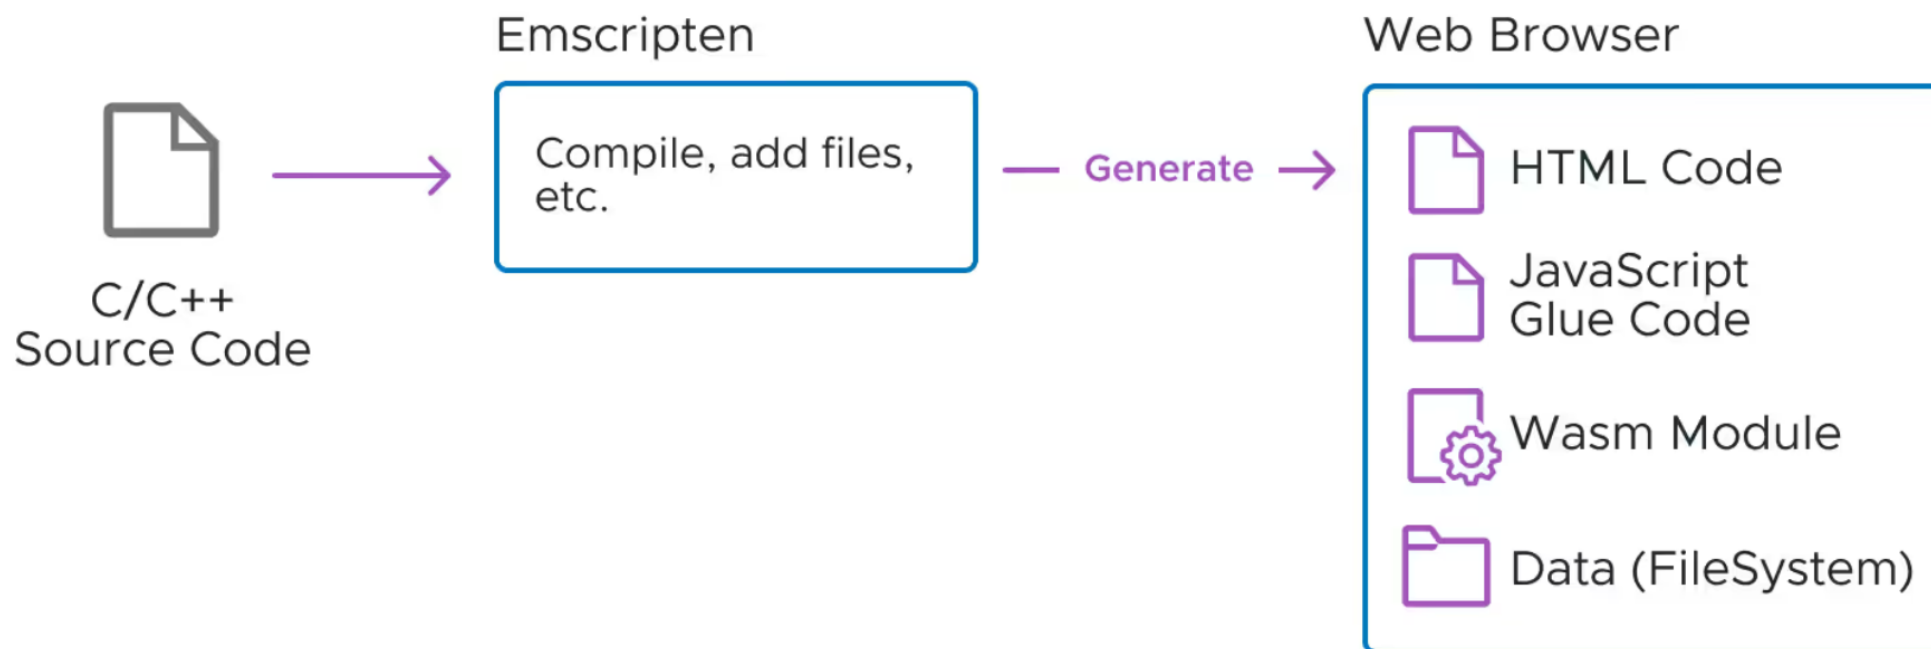 Emscripten
Web Browser
C/C++
Source Code
Compile, add files,
etc.
Generate
HTML Code
JavaScript
Glue Code
Wasm Module
Data (FileSystem)